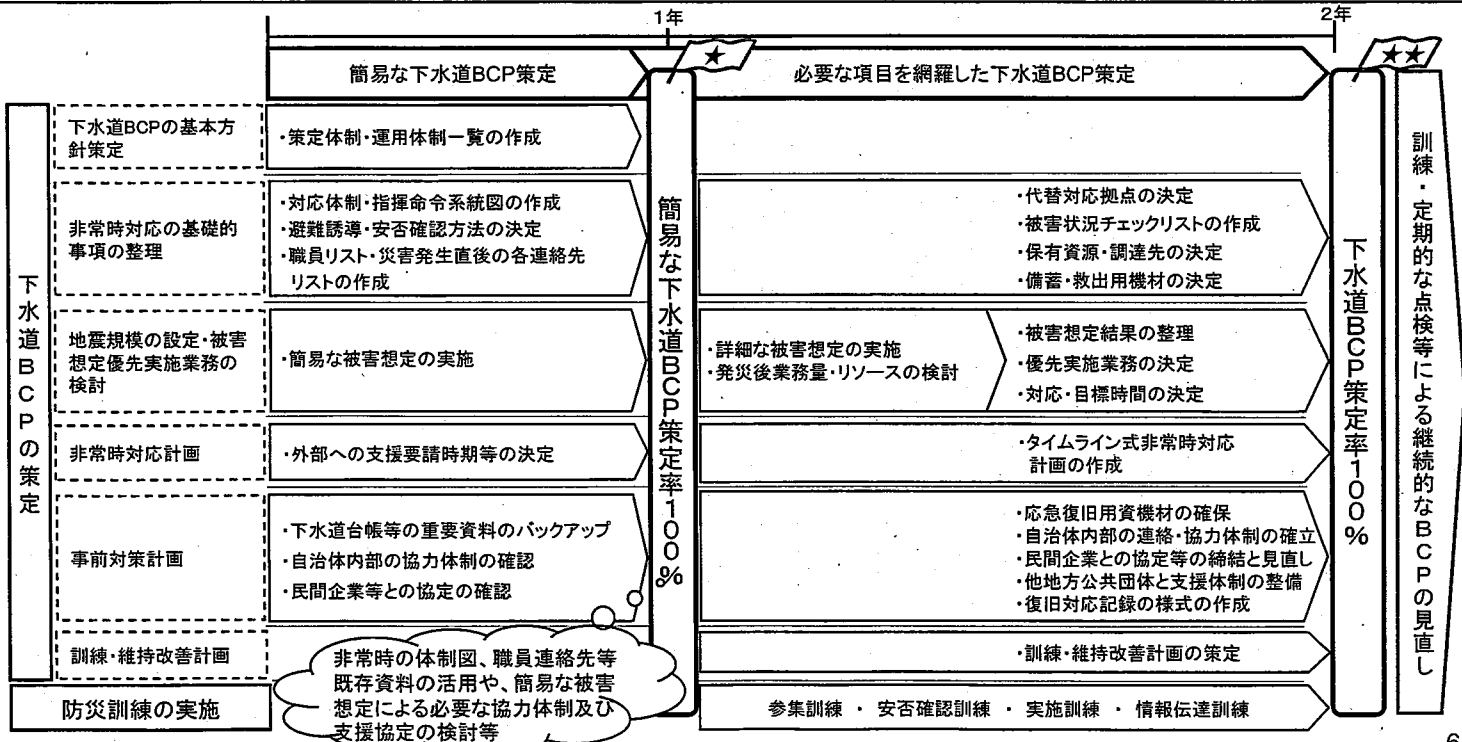 1年
2年
★
★★
簡易な下水道BCP策定
必要な項目を網羅した下水道BCP策定
下水道BCPの策定
下水道BCPの基本方
針策定
・策定体制・運用体制一覧の作成
非常時対応の基礎的
事項の整理
・対応体制・指揮命令系統図の作成
・避難誘導・安否確認方法の決定
・職員リスト・災害発生直後の各連絡先
リストの作成
・代替対応拠点の決定
・被害状況チェックリストの作成
・保有資源・調達先の決定
・備蓄・救出用機材の決定
地震規模の設定・被害
想定優先実施業務の
検討
・簡易な被害想定の実施
・詳細な被害想定の実施
・発災後業務量・リソースの検討
・被害想定結果の整理
・優先実施業務の決定
・対応・目標時間の決定
非常時対応計画
・外部への支援要請時期等の決定
・タイムライン式非常時対応
計画の作成
事前対策計画
・下水道台帳等の重要資料のバックアップ
・自治体内部の協力体制の確認
・民間企業等との協定の確認
・応急復旧用資機材の確保
・自治体内部の連絡・協力体制の確立
・民間企業との協定等の締結と見直し
・他地方公共団体と支援体制の整備
・復旧対応記録の様式の作成
訓練・維持改善計画
・訓練・維持改善計画の策定
防災訓練の実施
非常時の体制図、職員連絡先等
既存資料の活用や、簡易な被害
想定による必要な協力体制及び
支援協定の検討等
参集訓練 ・ 安否確認訓練 ・ 実施訓練 ・ 情報伝達訓練
簡易な下水道BCP策定率100%
下水道BCP策定率100%
訓練・定期的な点検等による継続的なBCPの見直し
6